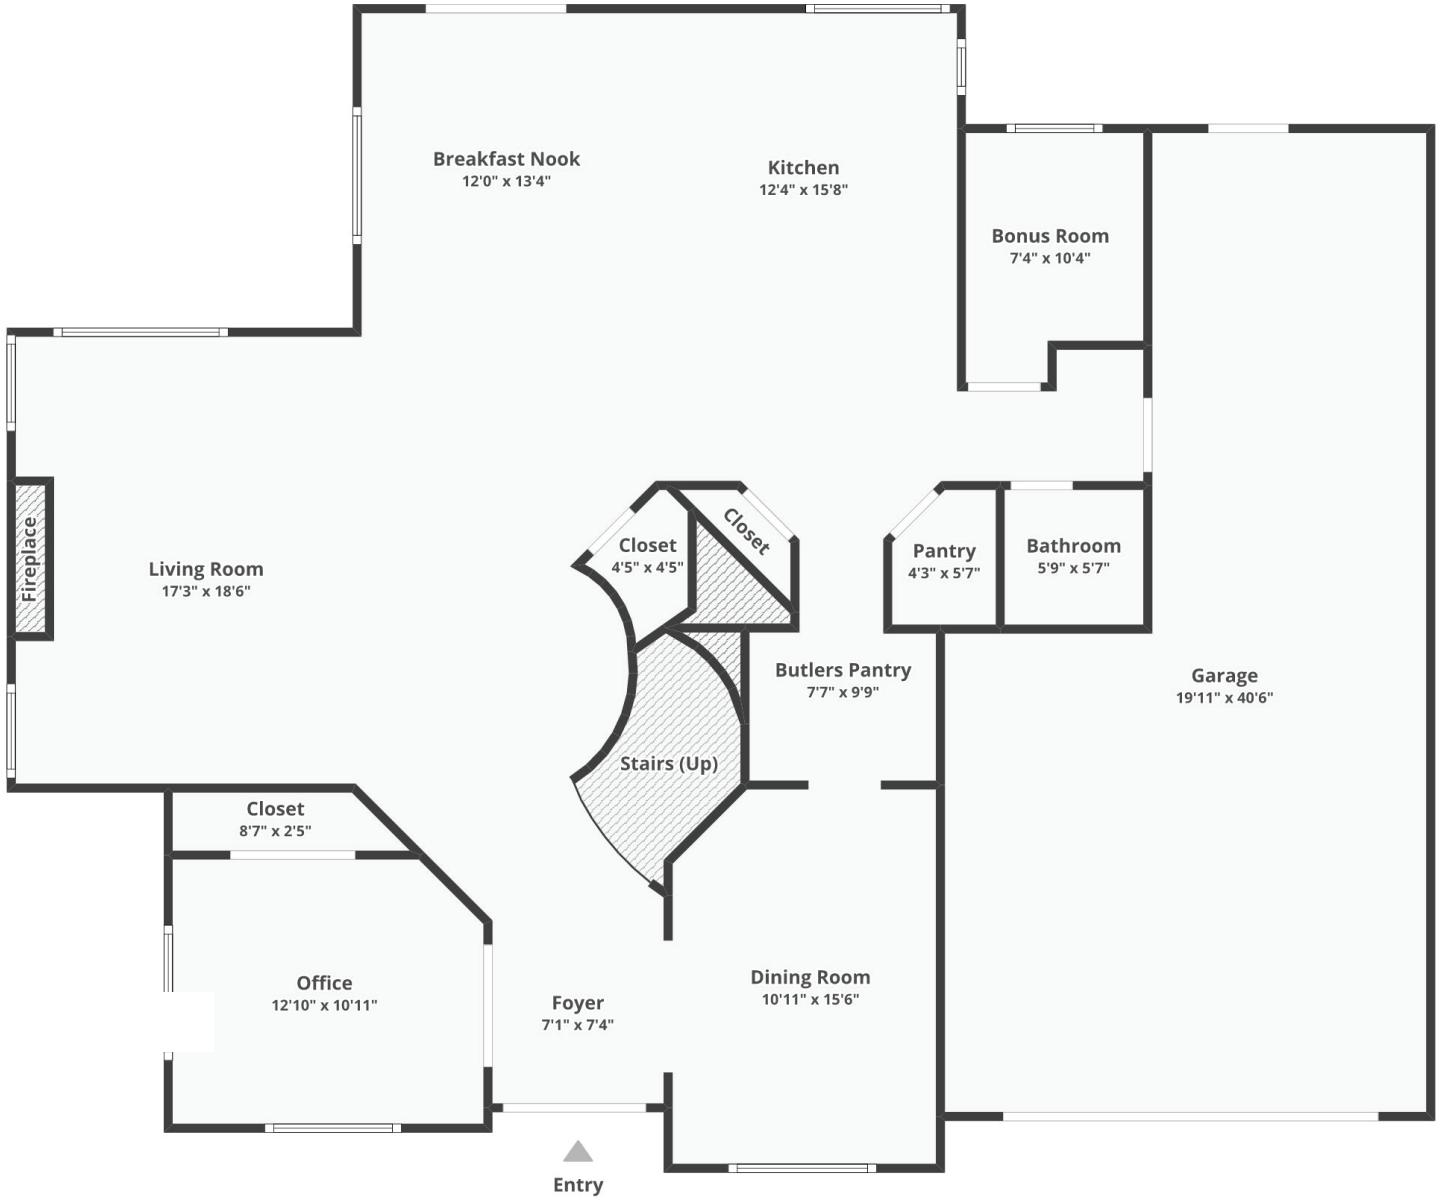 Breakfast Nook
12'0" x 13'4"
Kitchen
12'4" x 15'8"
Bonus Room
7'4" x 10'4"
Closet
Closet
4'5" x 4'5"
Pantry
4'3" x 5'7"
Bathroom
5'9" x 5'7"
Fireplace
Living Room
17'3" x 18'6"
Butlers Pantry
7'7" x 9'9"
Garage
19'11" x 40'6"
Stairs (Up)
Closet
8'7" x 2'5"
Office
12'10" x 10'11"
Foyer
7'1" x 7'4"
Dining Room
10'11" x 15'6"
Entry